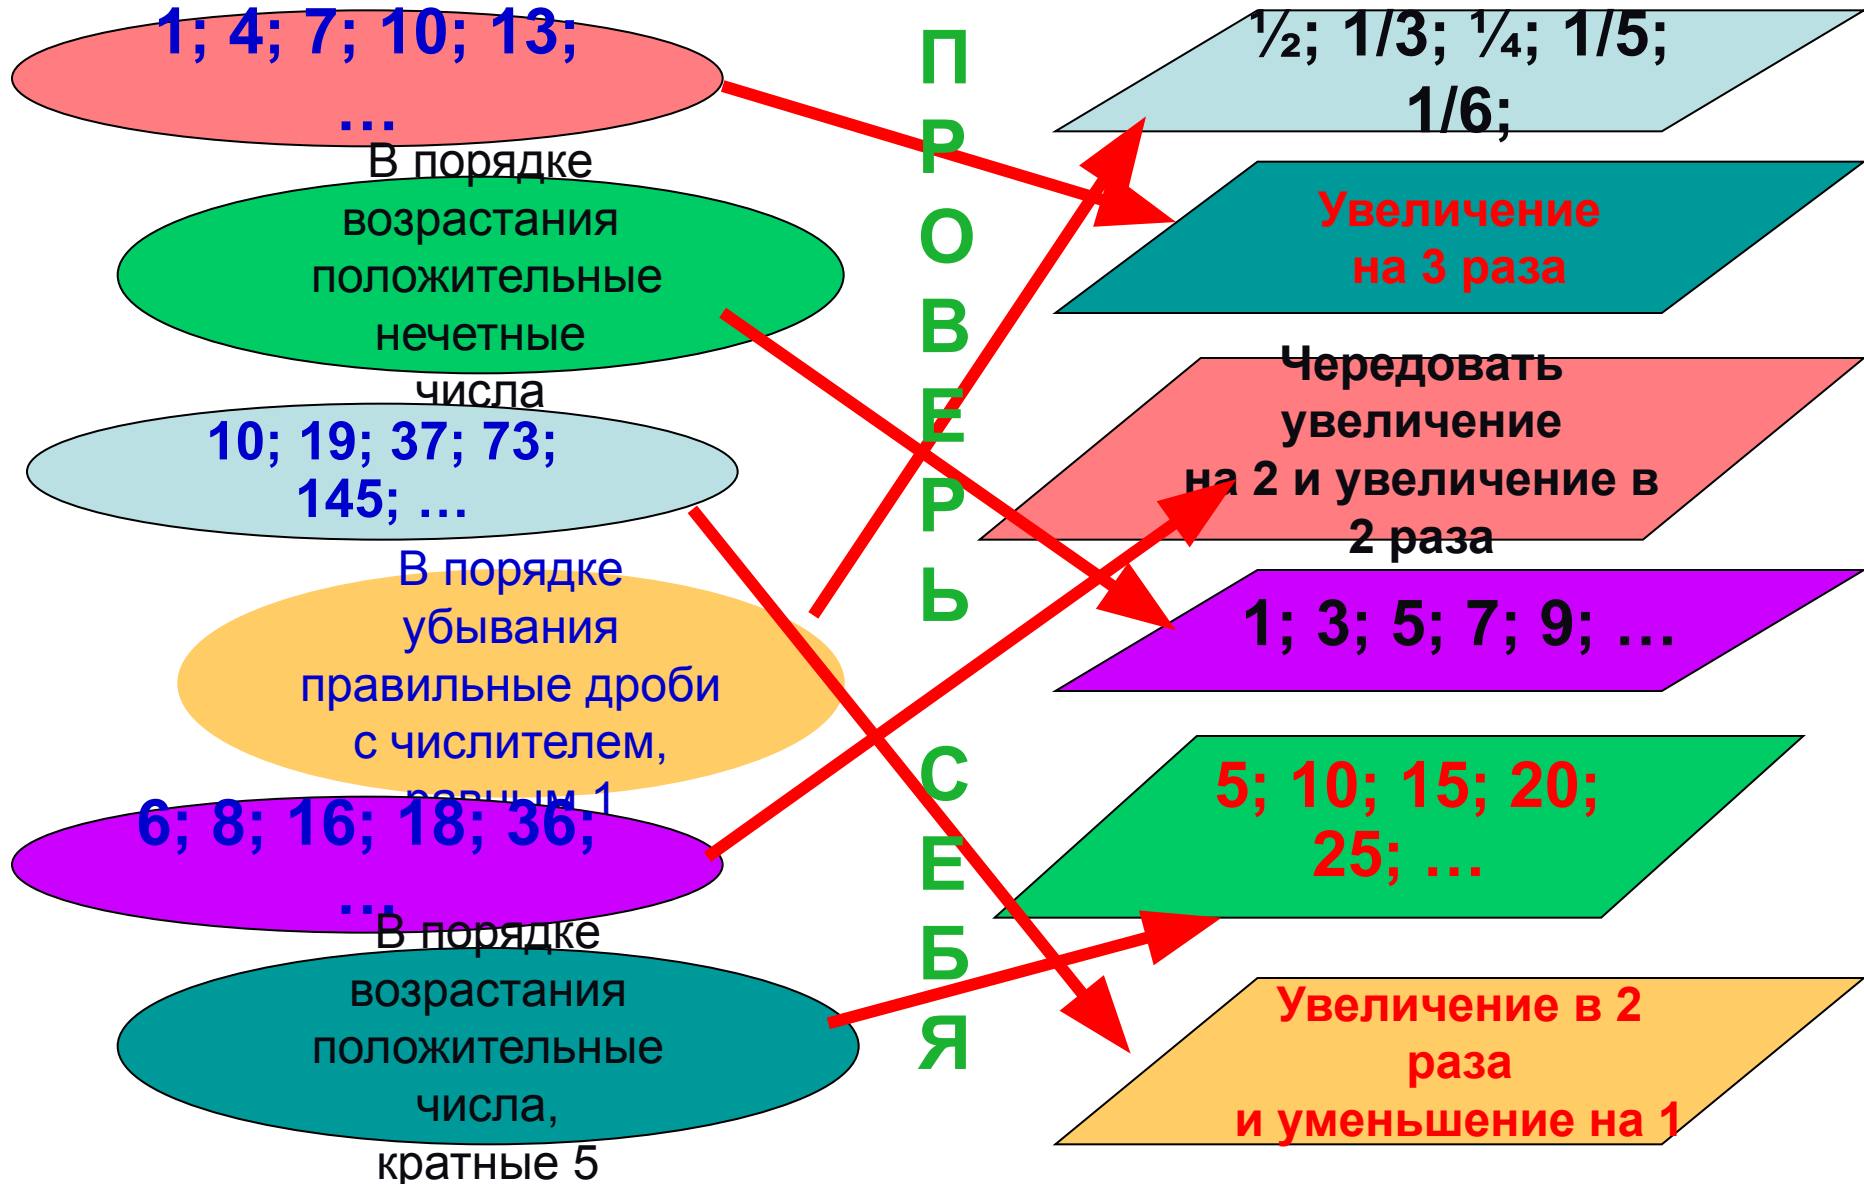 1; 4; 7; 10; 13;
…
В порядке
возрастания
положительные
нечетные
числа
10; 19; 37; 73;
145; …
В порядке
убывания
правильные дроби
с числителем,
равным 1
6; 8; 16; 18; 36;
…
В порядке
возрастания
положительные
числа,
кратные 5
П
Р
О
В
Е
Р
Ь
С
Е
Б
Я
½; 1/3; ¼; 1/5;
1/6;
Увеличение
на 3 раза
Чередовать
увеличение
на 2 и увеличение в
2 раза
1; 3; 5; 7; 9; …
5; 10; 15; 20;
25; …
Увеличение в 2
раза
и уменьшение на 1